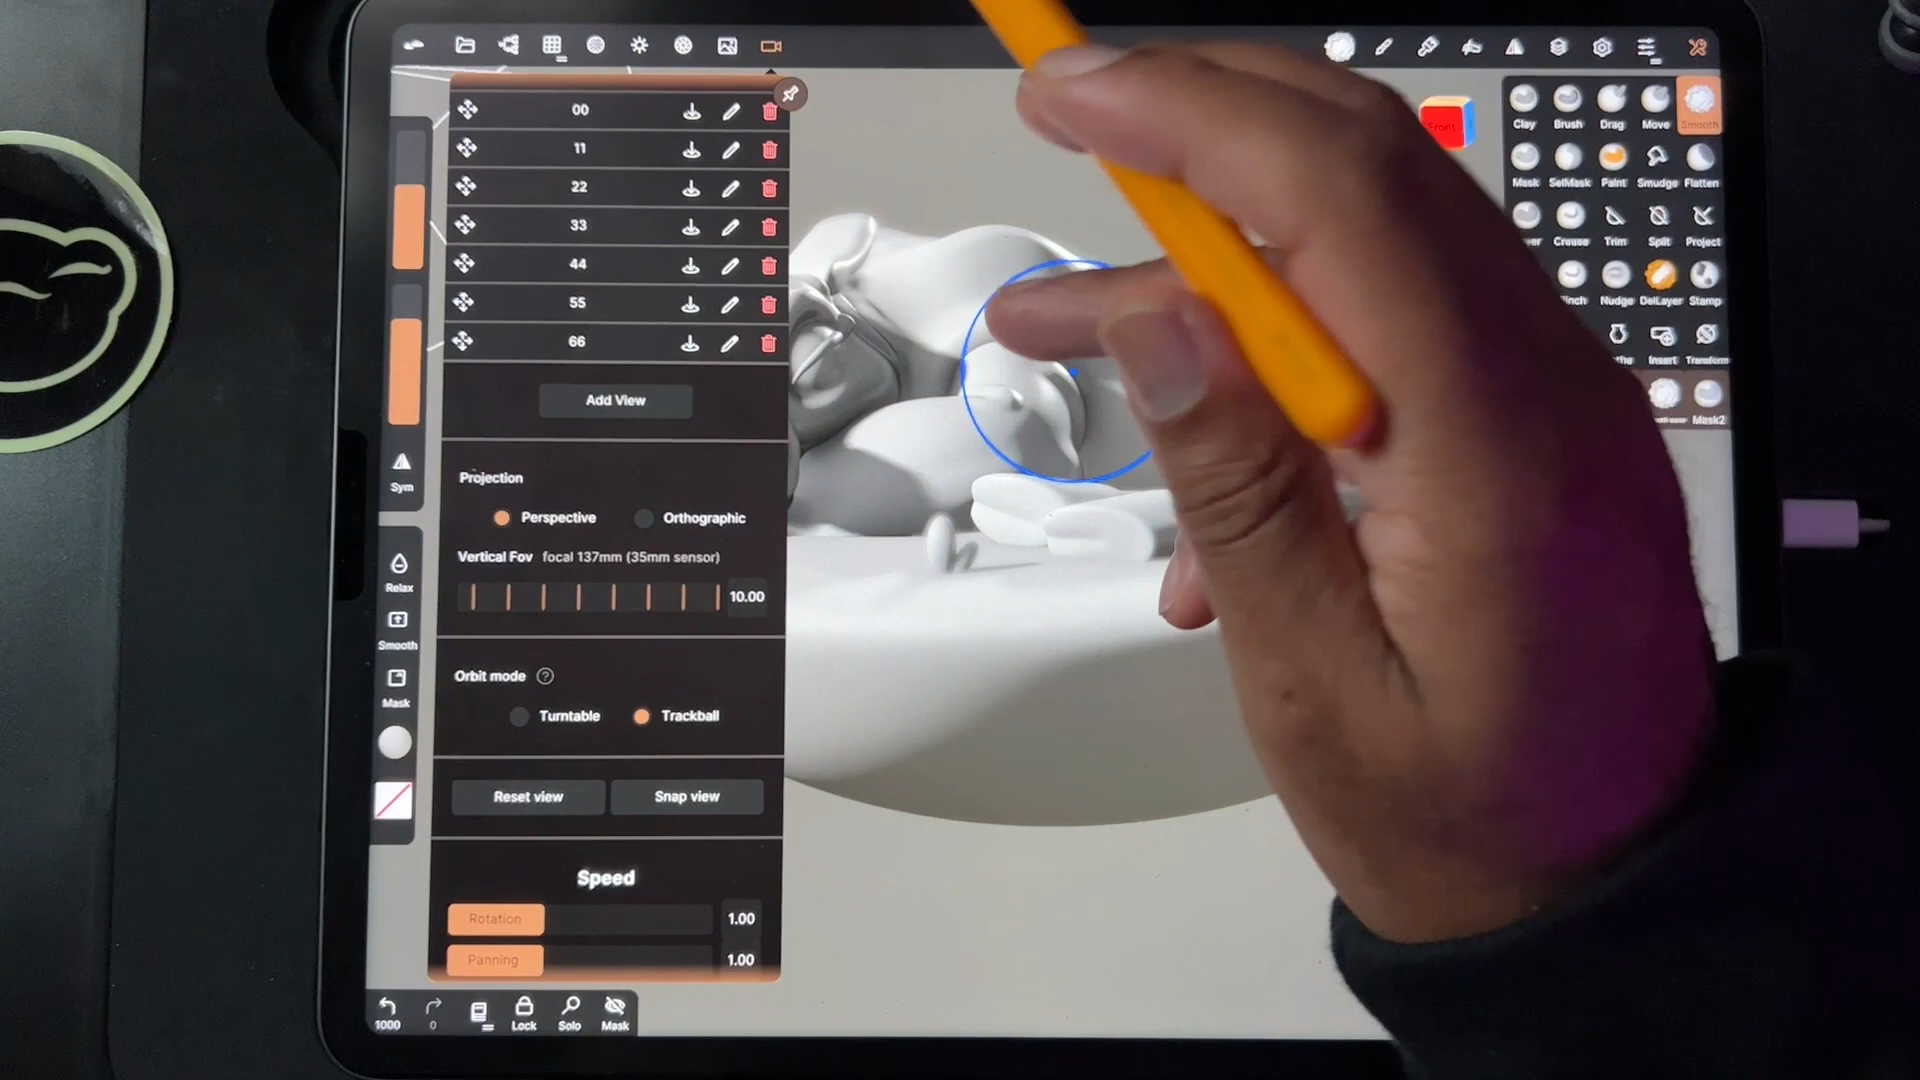 00
11
22
33
44
55
66
Add View
Projection
Perspective Orthographic
Vertical Fov focal 137mm (35mm sensor)
10.00
Orbit mode ?
Turntable Trackball
Reset view Snap view
Speed
Rotation 1.00
Panning 1.00
Sym
Relax
Smooth
Mask
1000 0 Lock Solo Mask
Front
Clay Brush Drag Move Smooth
Mask SelMask Paint Smudge Flatten
Crease Trim Split Project
Nudge DelLayer Stamp
Insert Transform
Mask2